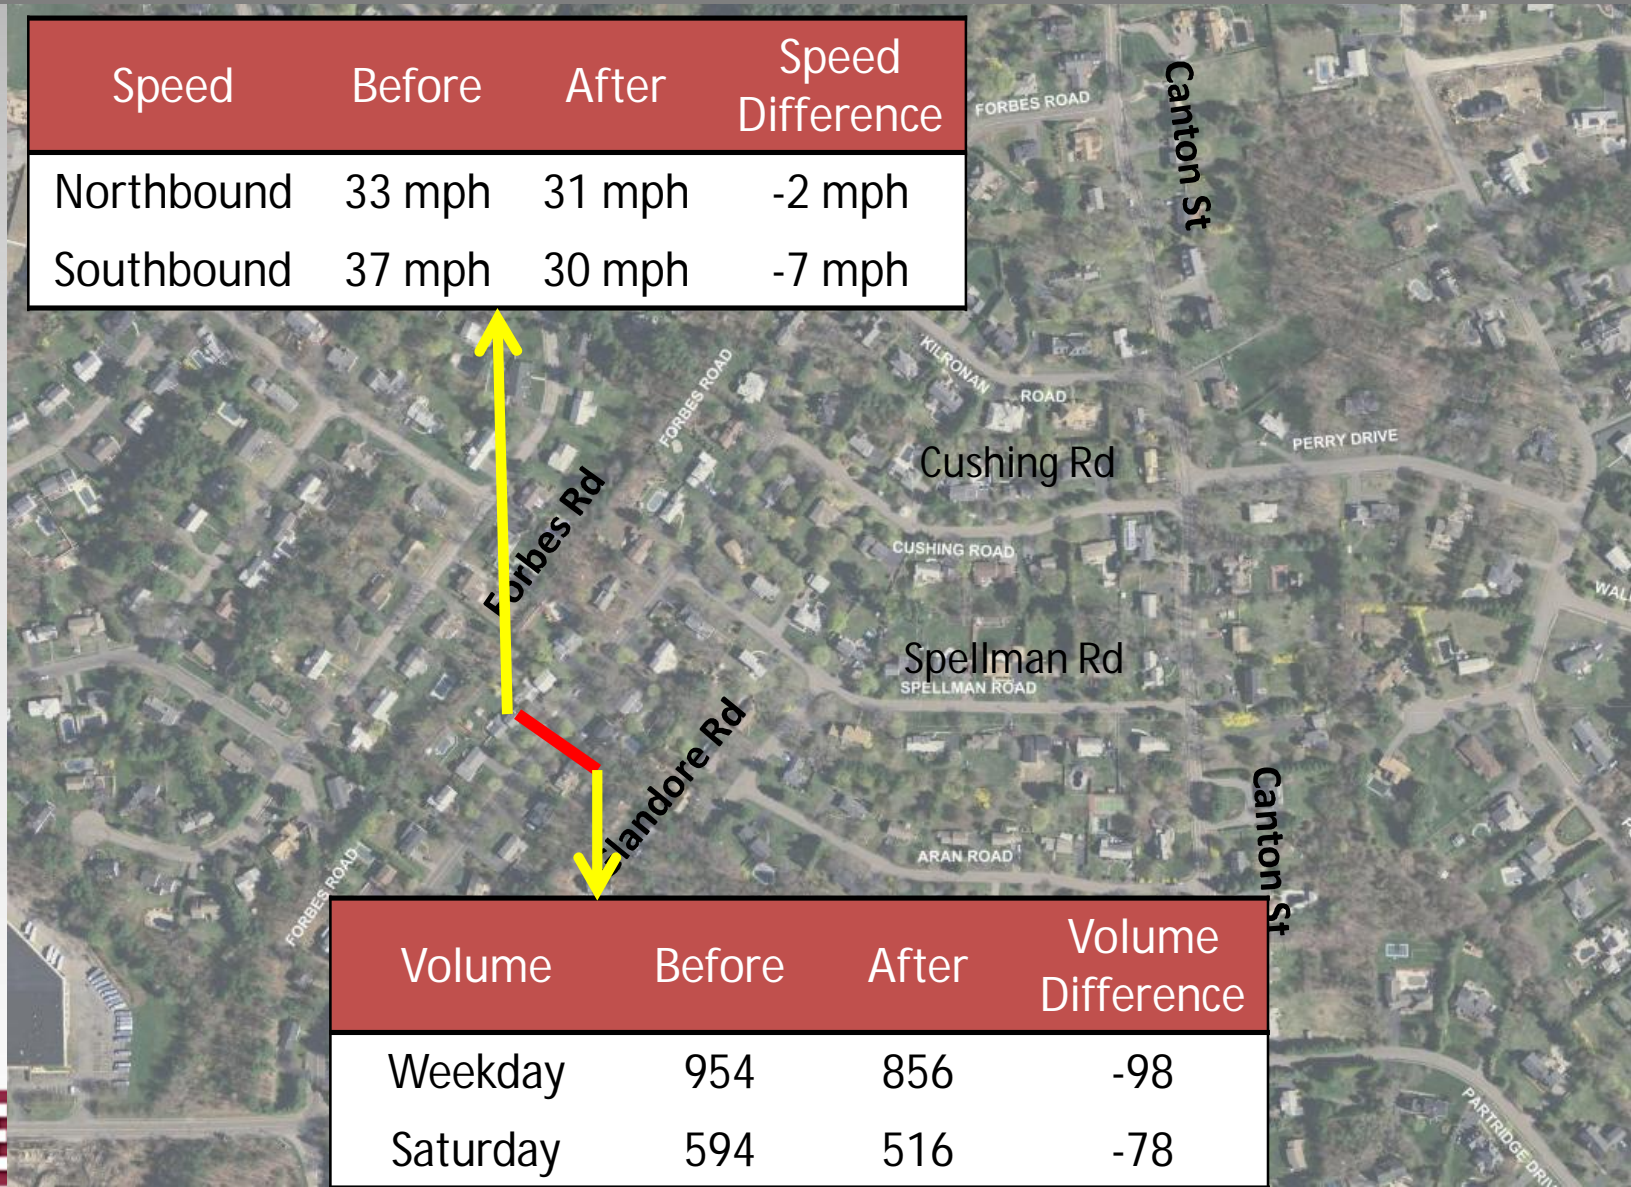 Speed Before After Speed Difference
Northbound 33 mph 31 mph -2 mph
Southbound 37 mph 30 mph -7 mph
FORBES ROAD
Canton St
KILRONAN ROAD
FORBES ROAD
PERRY DRIVE
Cushing Rd
Forbes Rd
CUSHING ROAD
Spellman Rd
SPELLMAN ROAD
Canton St
ARAN ROAD
FORBES ROAD
Volume Before After Volume Difference
Weekday 954 856 -98
Saturday 594 516 -78